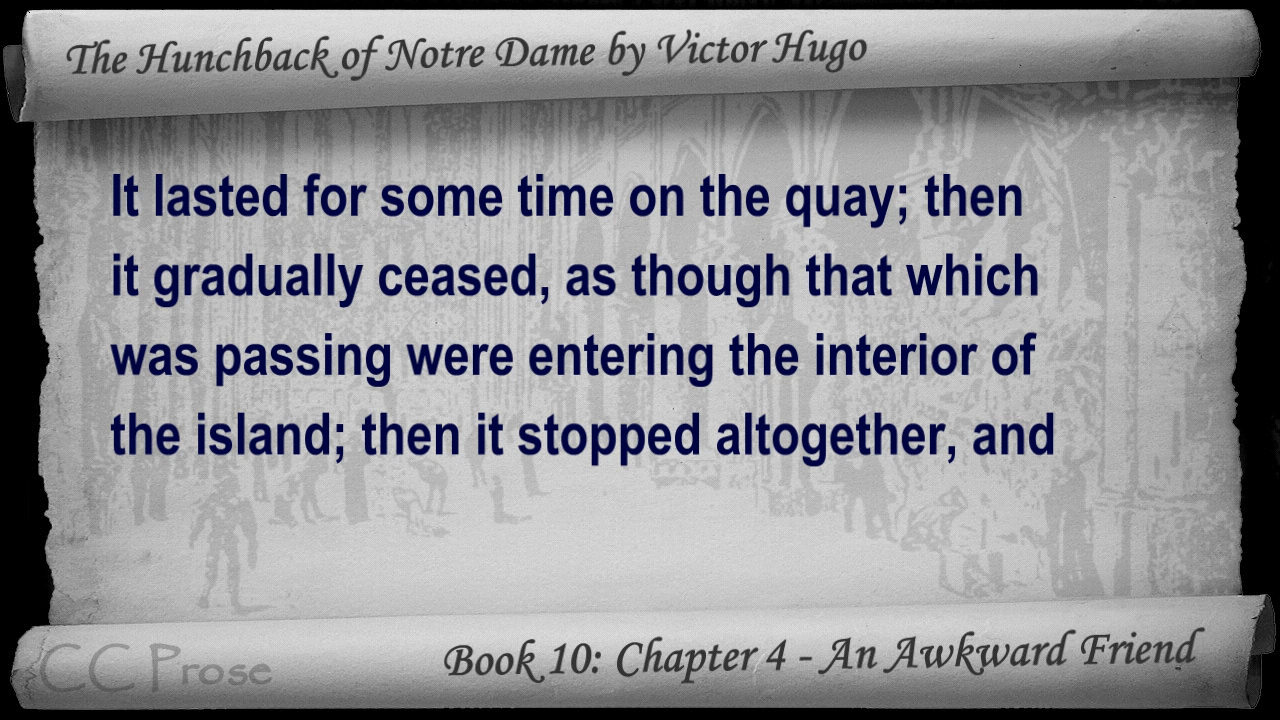 The Hunchback of Notre Dame by Victor Hugo
It lasted for some time on the quay; then
it gradually ceased, as though that which
was passing were entering the interior of
the island; then it stopped altogether, and
CC Prose
Book 10: Chapter 4 - An Awkward Friend